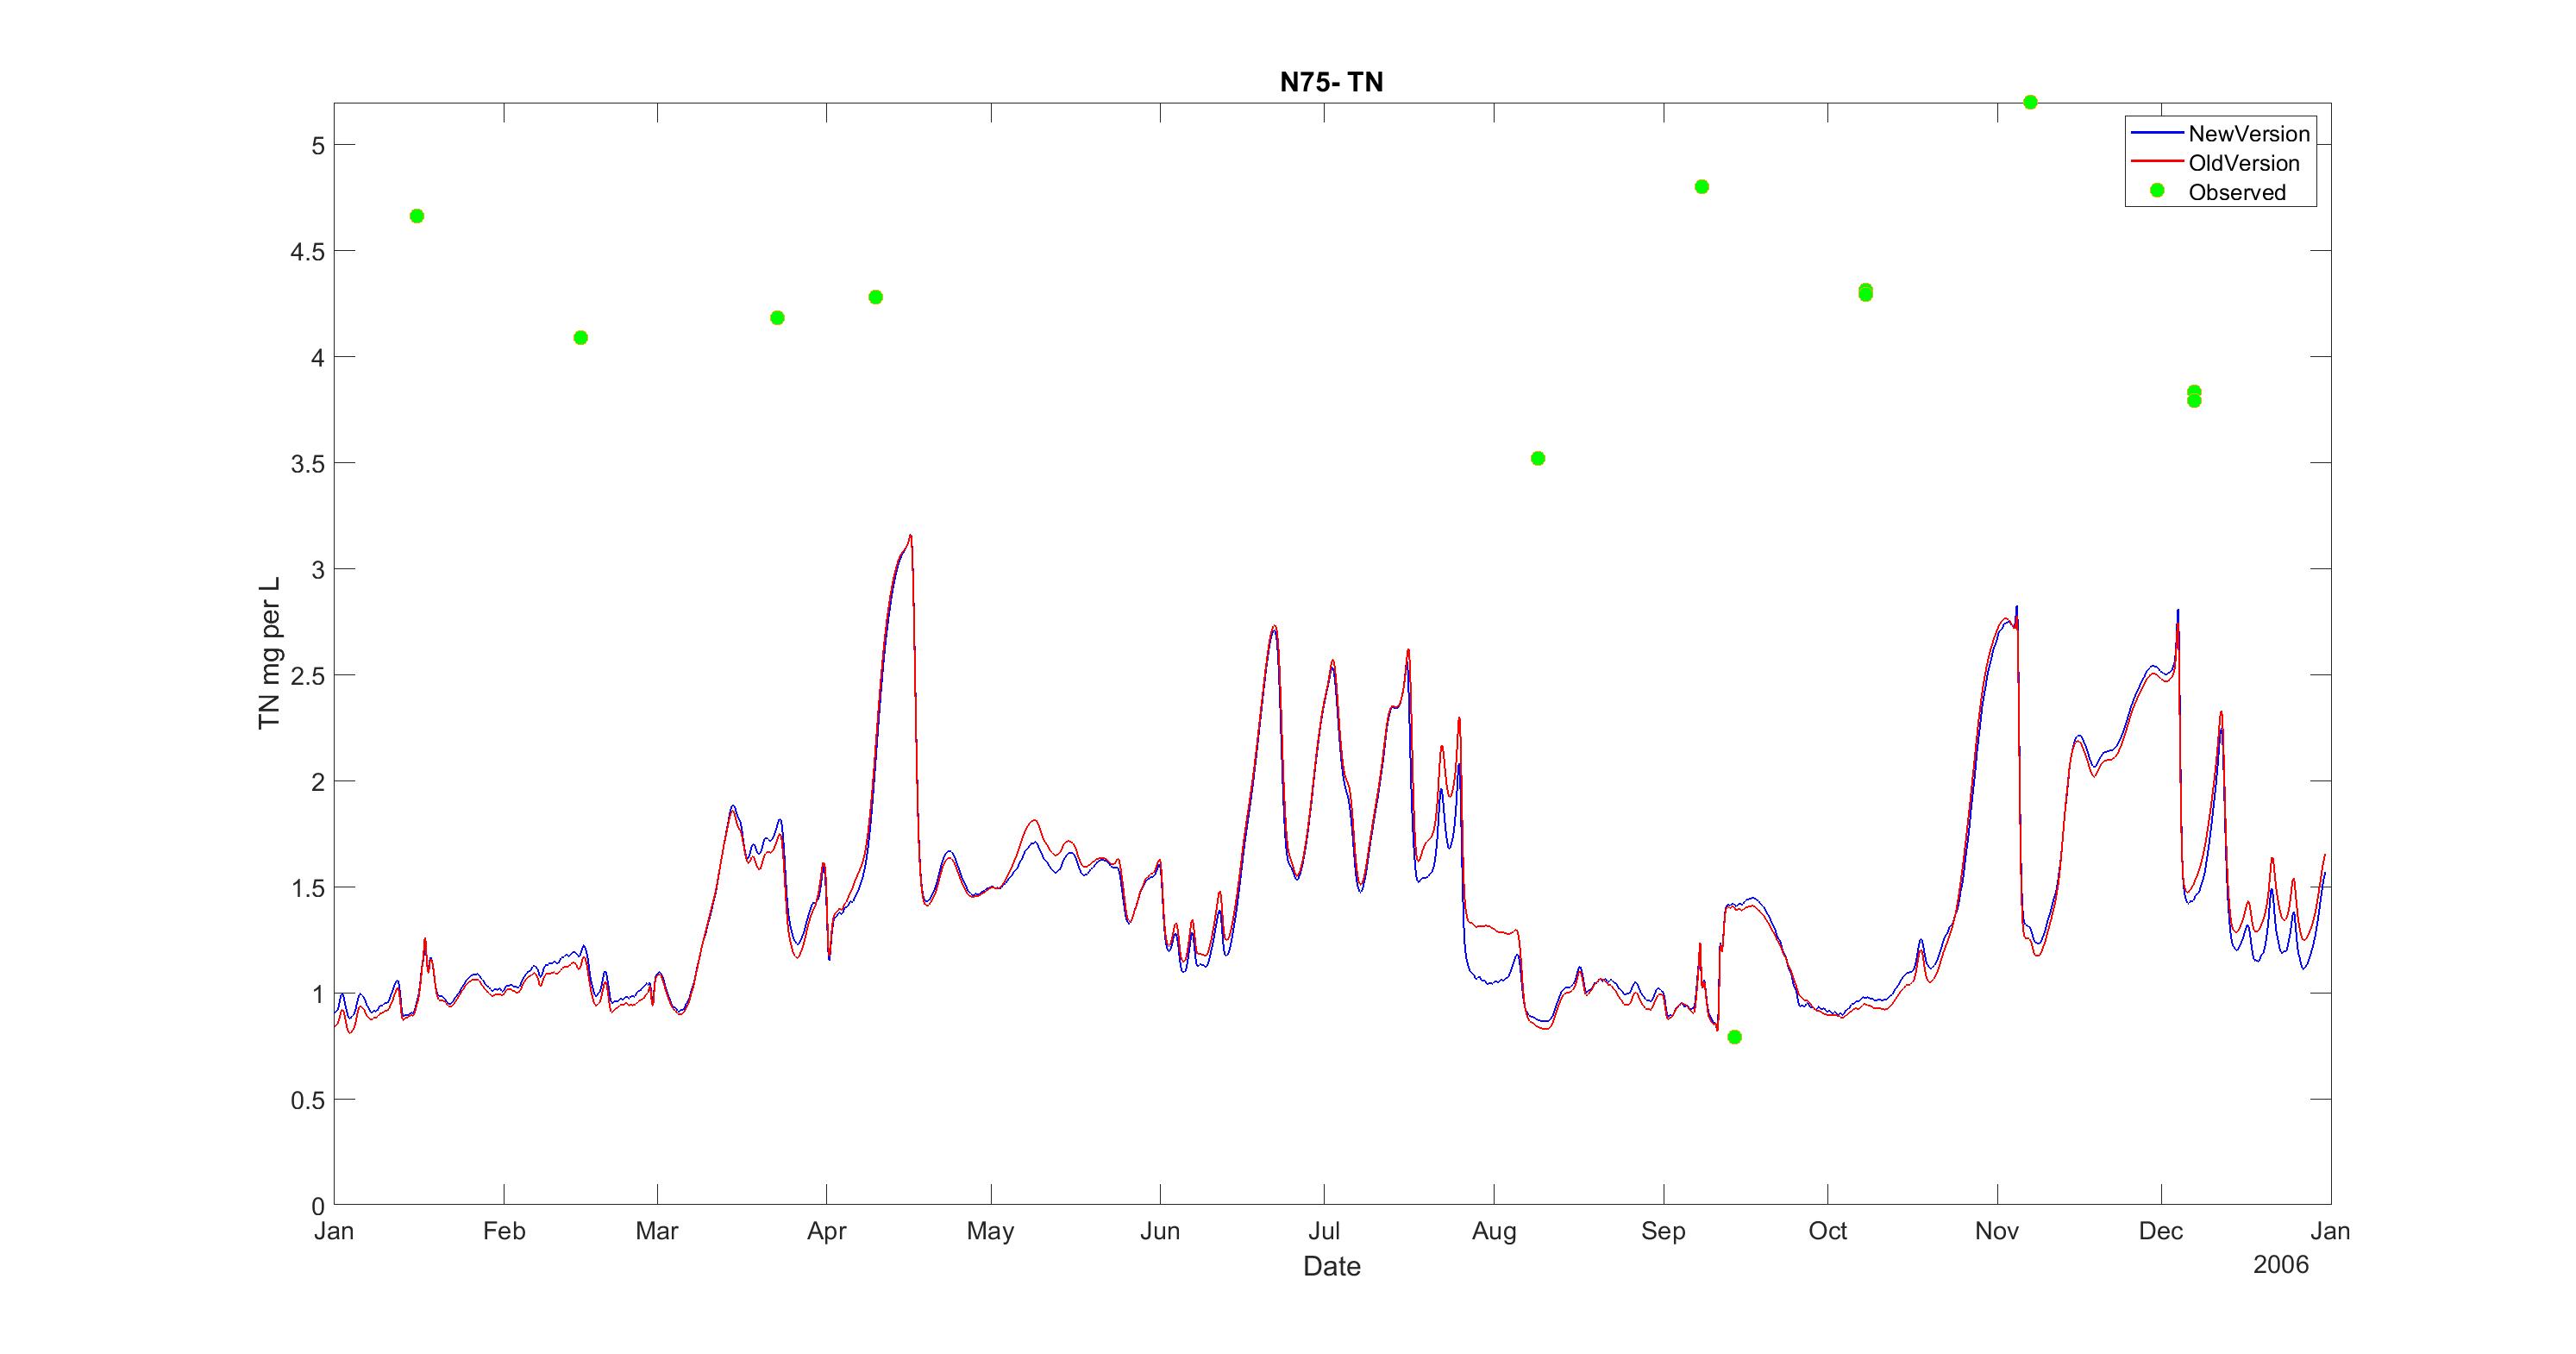 N75- TN
NewVersion
OldVersion
Observed
5
4.5
4
3.5
3
2.5
2
1.5
1
0.5
0
TN mg per L
Jan Feb Mar Apr May Jun Jul Aug Sep Oct Nov Dec Jan
Date
2006